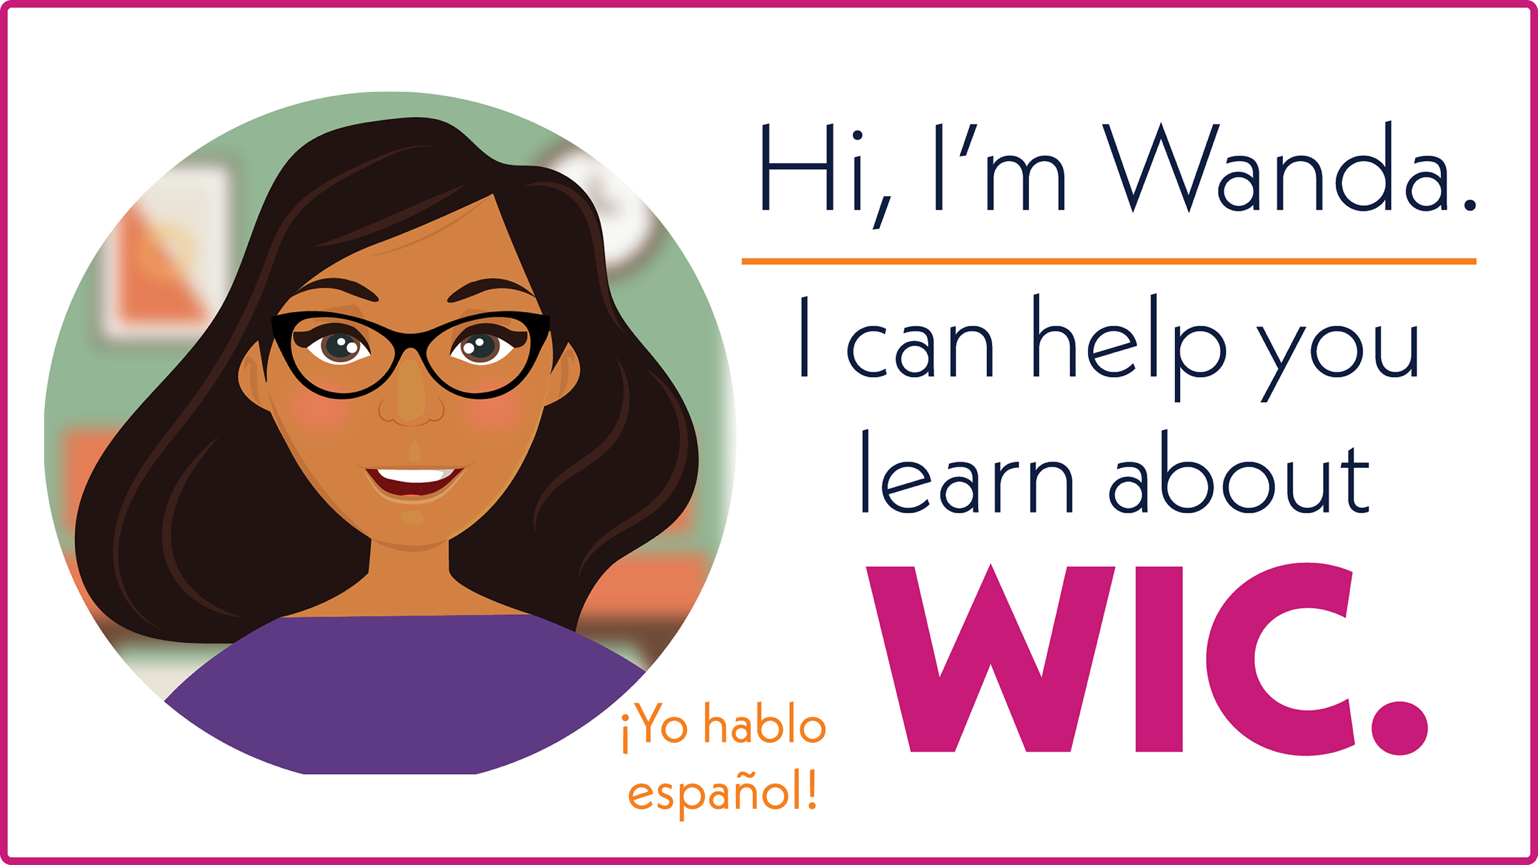 Hi, I'm Wanda.
I can help you
learn about
WIC.
¡Yo hablo
español!